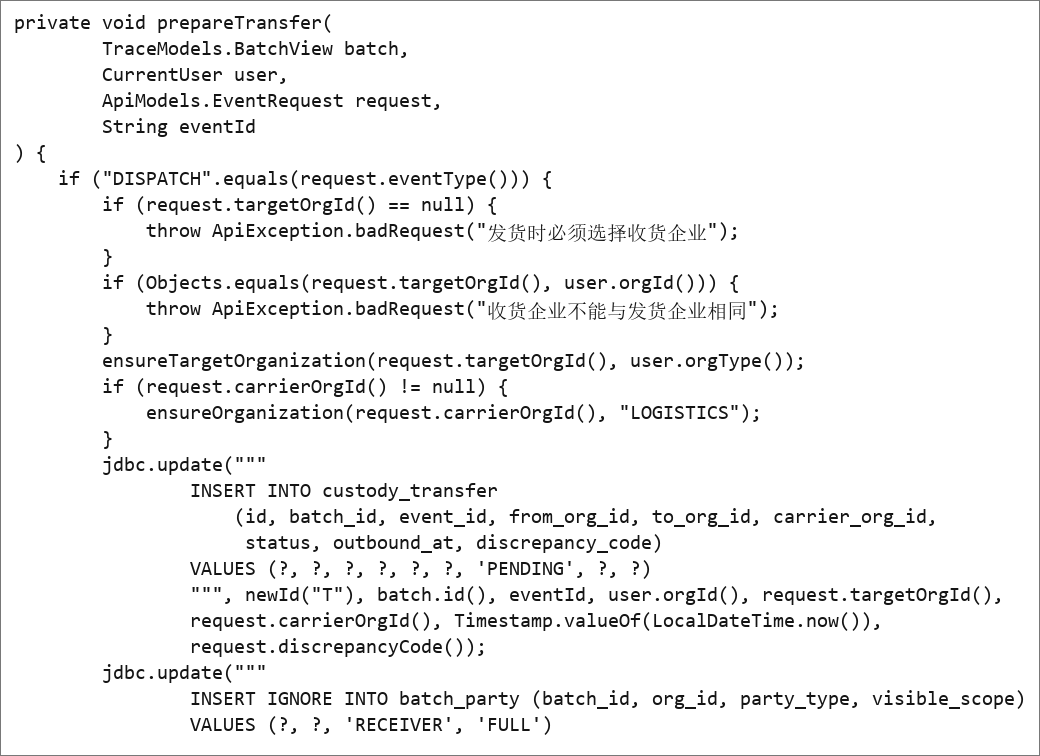 private void prepareTransfer(
        TraceModels.BatchView batch,
        CurrentUser user,
        ApiModels.EventRequest request,
        String eventId
) {
    if ("DISPATCH".equals(request.eventType())) {
        if (request.targetOrgId() == null) {
            throw ApiException.badRequest("发货时必须选择收货企业");
        }
        if (Objects.equals(request.targetOrgId(), user.orgId())) {
            throw ApiException.badRequest("收货企业不能与发货企业相同");
        }
        ensureTargetOrganization(request.targetOrgId(), user.orgType());
        if (request.carrierOrgId() != null) {
            ensureOrganization(request.carrierOrgId(), "LOGISTICS");
        }
        jdbc.update("""
                INSERT INTO custody_transfer
                    (id, batch_id, event_id, from_org_id, to_org_id, carrier_org_id,
                     status, outbound_at, discrepancy_code)
                VALUES (?, ?, ?, ?, ?, ?, 'PENDING', ?, ?)
                """, newId("T"), batch.id(), eventId, user.orgId(), request.targetOrgId(),
                request.carrierOrgId(), Timestamp.valueOf(LocalDateTime.now()),
                request.discrepancyCode());
        jdbc.update("""
                INSERT IGNORE INTO batch_party (batch_id, org_id, party_type, visible_scope)
                VALUES (?, ?, 'RECEIVER', 'FULL')